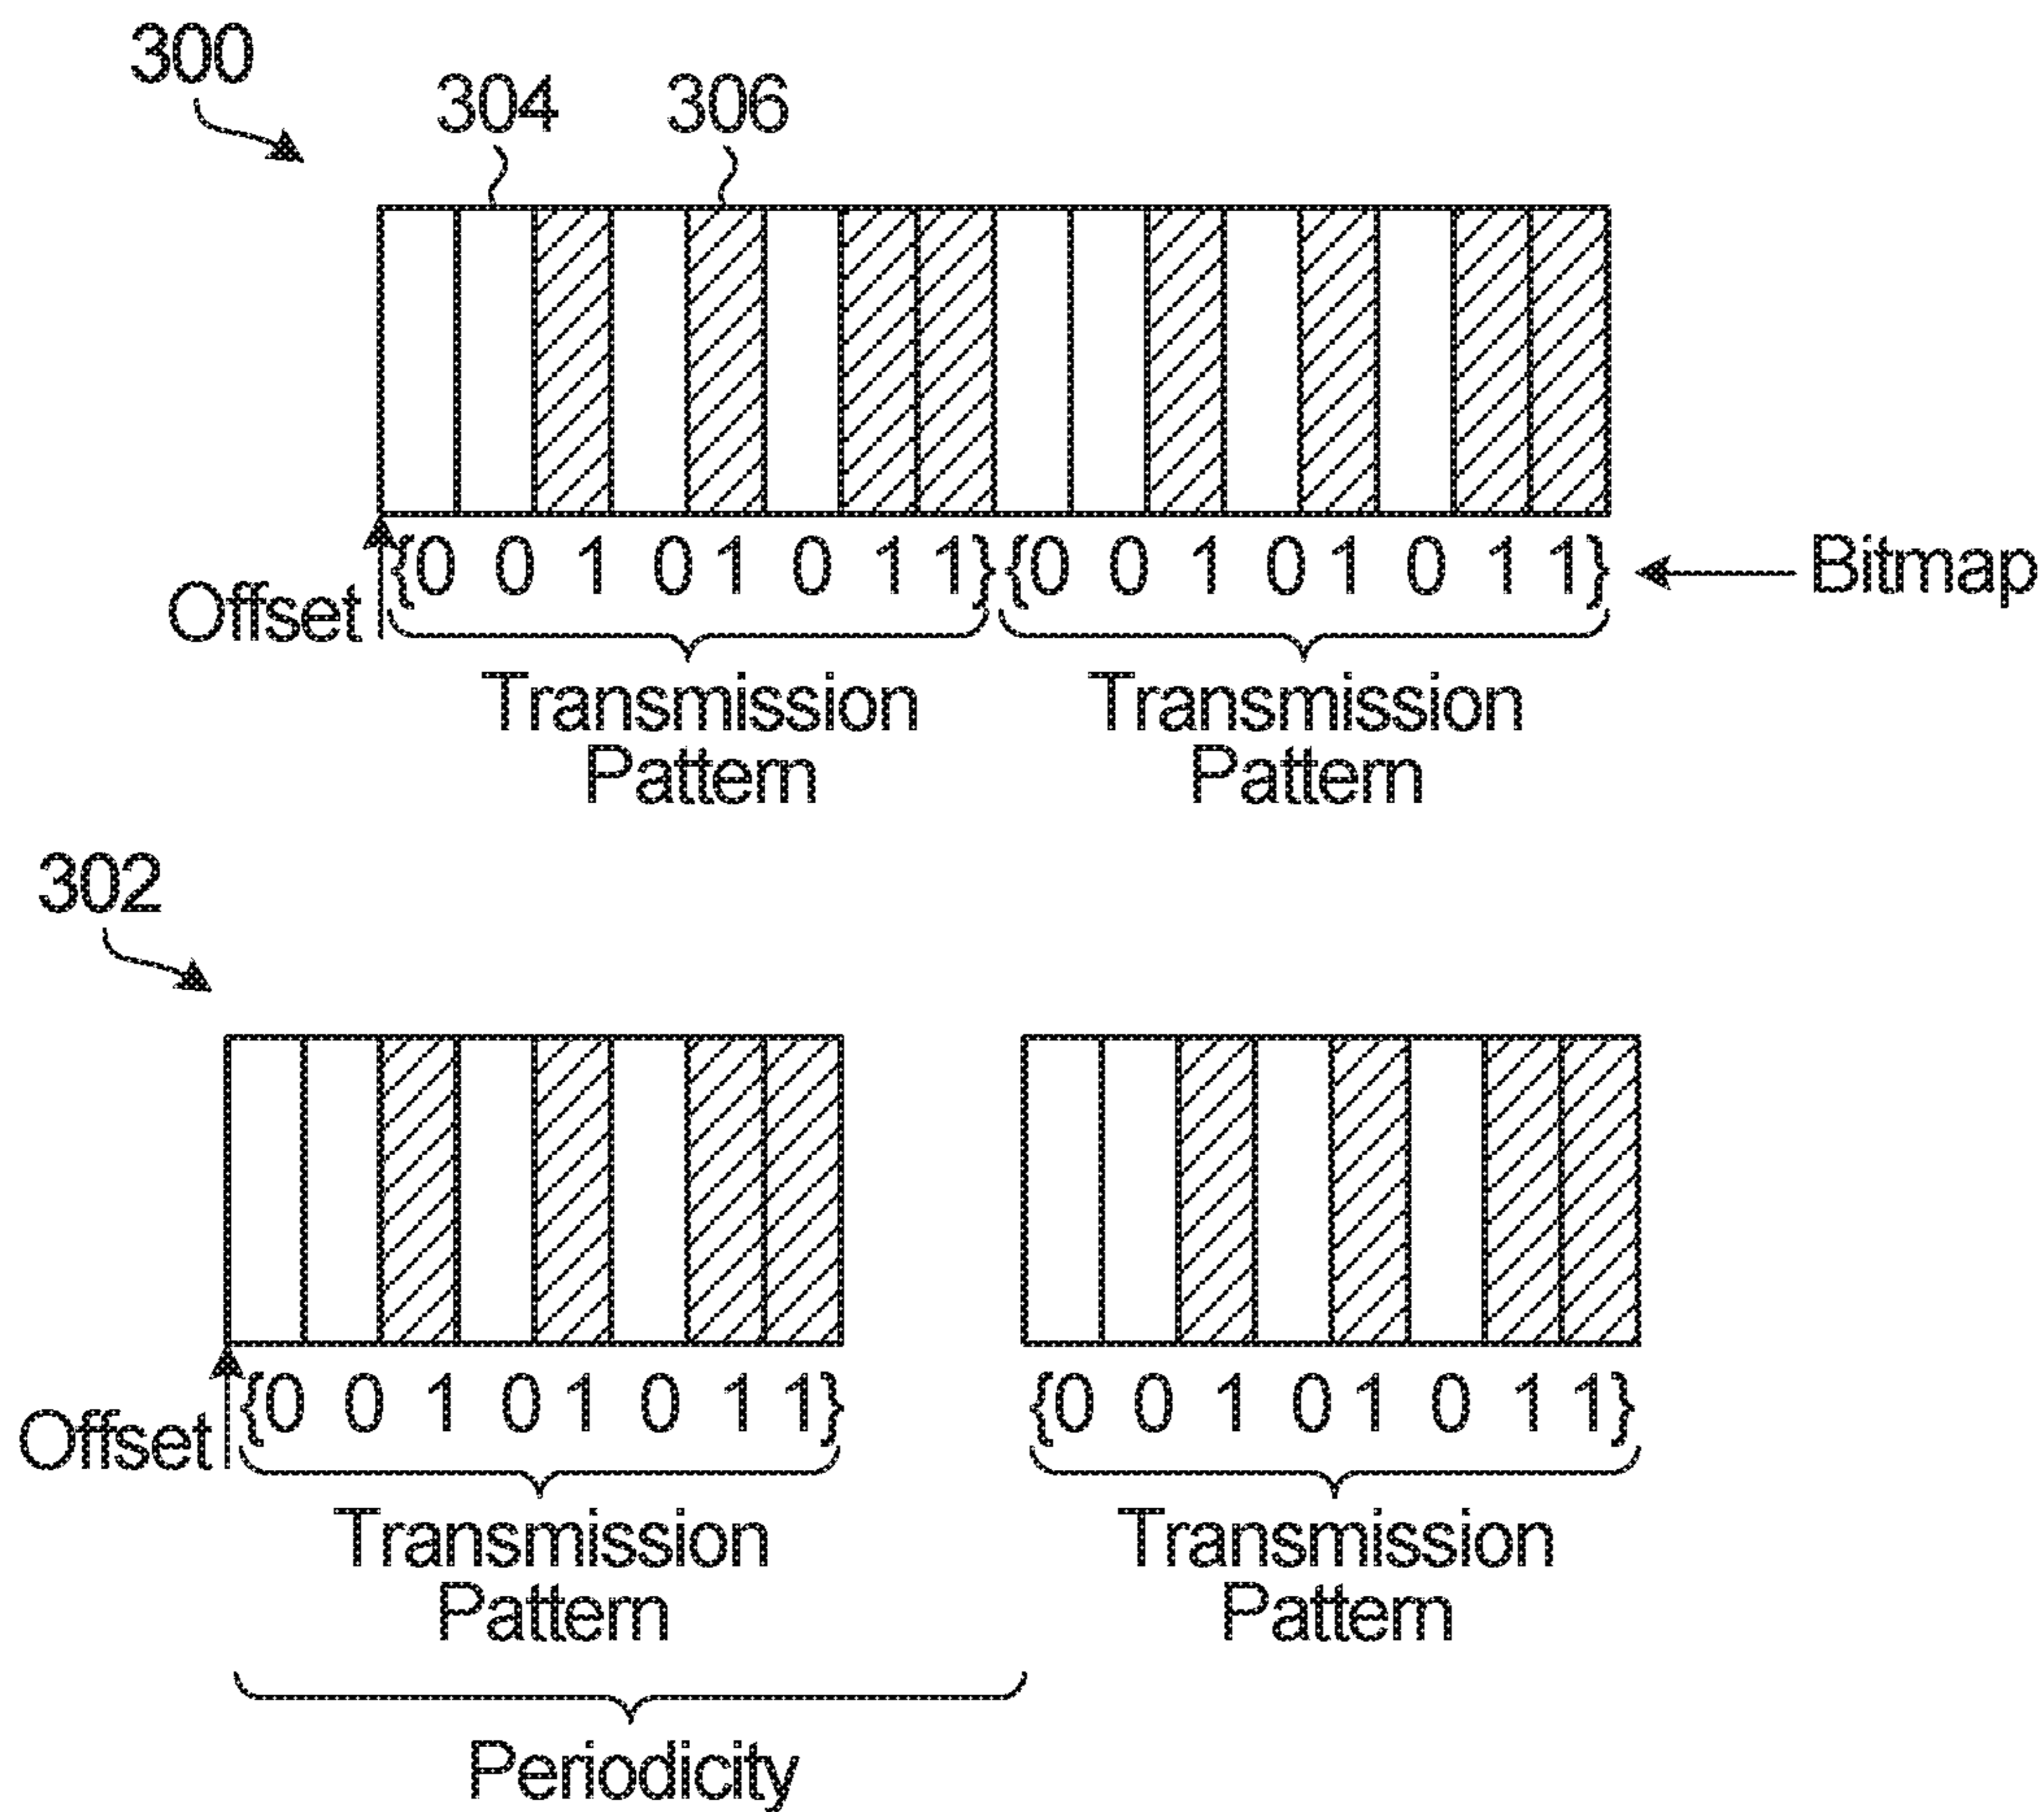 300
304 306
Offset {0 0 1 0 1 0 1 1} {0 0 1 0 1 0 1 1} Bitmap
Transmission Pattern
Transmission Pattern
302
Offset {0 0 1 0 1 0 1 1} {0 0 1 0 1 0 1 1}
Transmission Pattern
Transmission Pattern
Periodicity